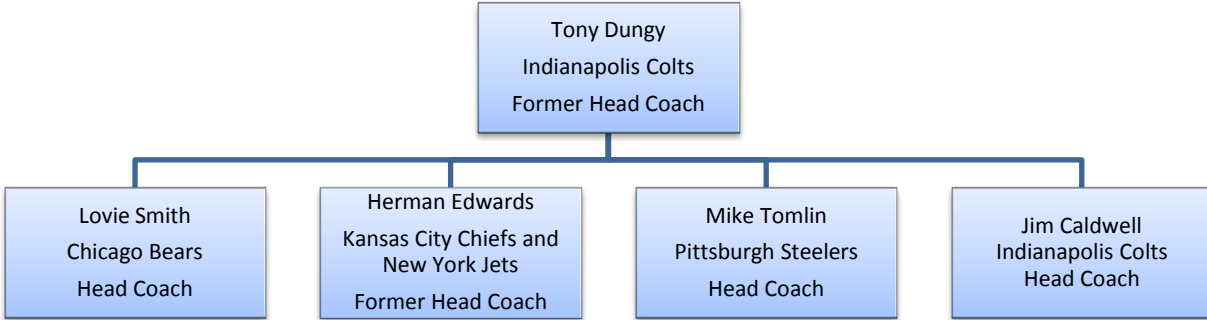 Tony Dungy
Indianapolis Colts
Former Head Coach
Lovie Smith
Chicago Bears
Head Coach
Herman Edwards
Kansas City Chiefs and
New York Jets
Former Head Coach
Mike Tomlin
Pittsburgh Steelers
Head Coach
Jim Caldwell
Indianapolis Colts
Head Coach